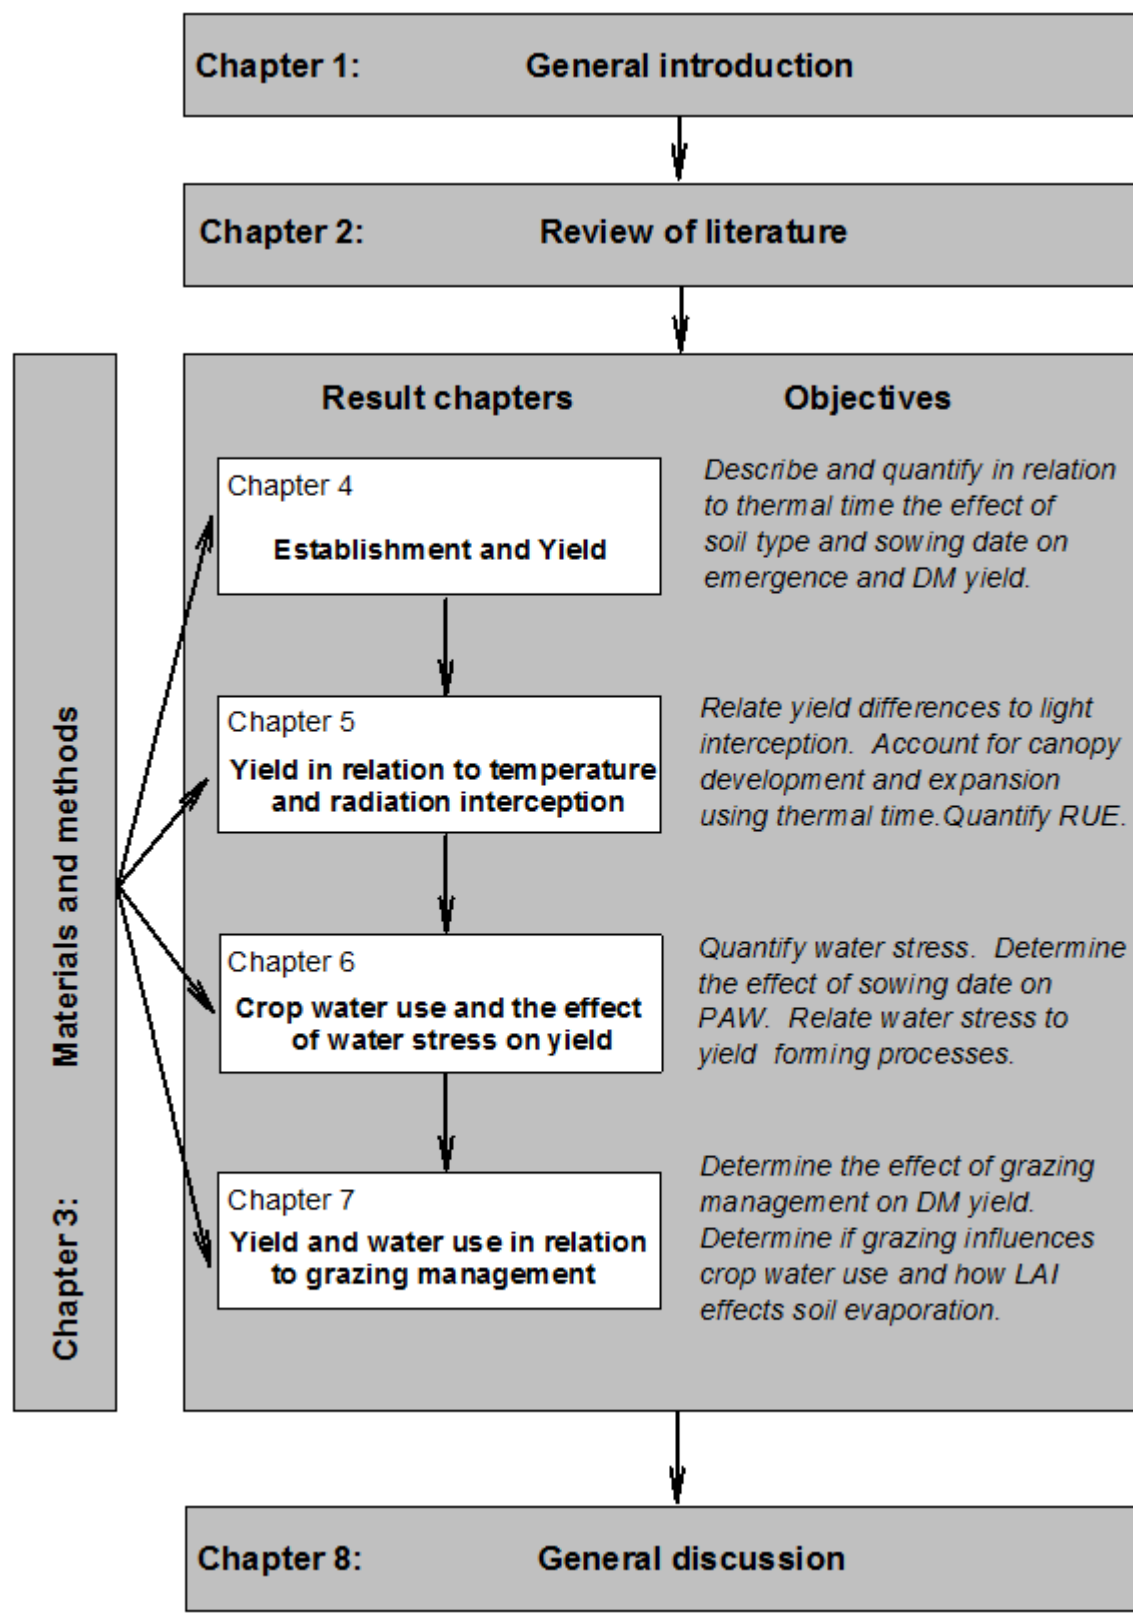 Chapter 1: General introduction
Chapter 2: Review of literature
Chapter 3: Materials and methods
Result chapters
Objectives
Chapter 4
Establishment and Yield
Describe and quantify in relation
to thermal time the effect of
soil type and sowing date on
emergence and DM yield.
Chapter 5
Yield in relation to temperature
and radiation interception
Relate yield differences to light
interception. Account for canopy
development and expansion
using thermal time.Quantify RUE.
Chapter 6
Crop water use and the effect
of water stress on yield
Quantify water stress. Determine
the effect of sowing date on
PAW. Relate water stress to
yield forming processes.
Chapter 7
Yield and water use in relation
to grazing management
Determine the effect of grazing
management on DM yield.
Determine if grazing influences
crop water use and how LAI
effects soil evaporation.
Chapter 8: General discussion